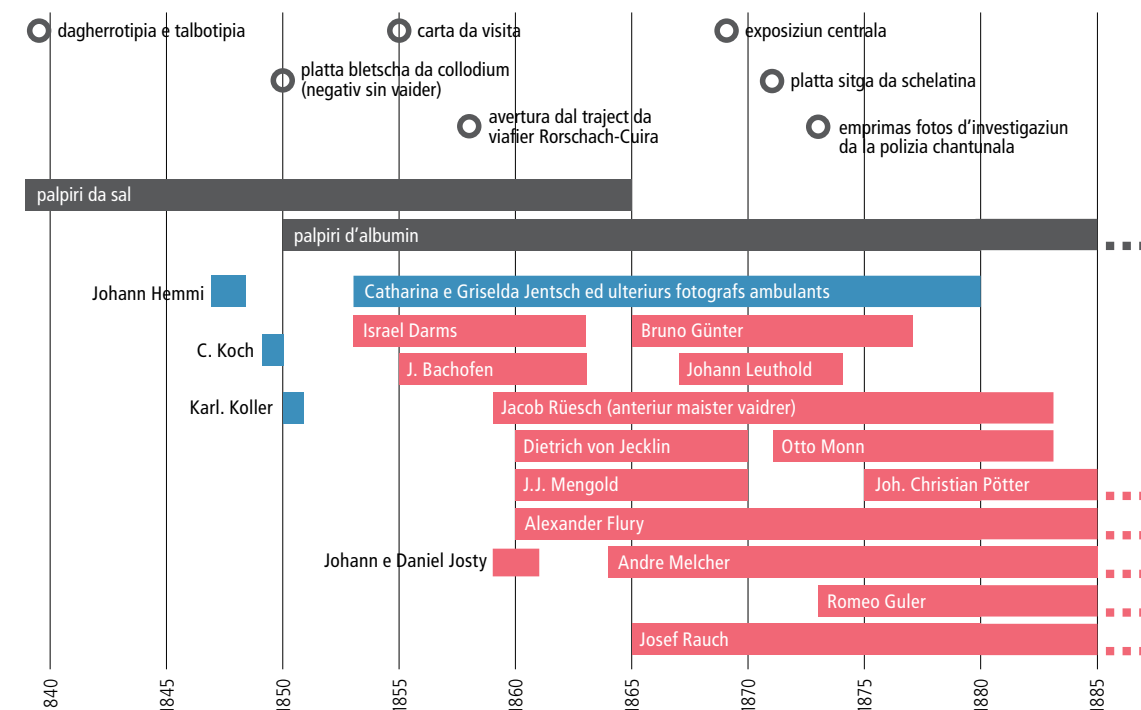 dagherrotipia e talbotipia
carta da visita
exposiziun centrala
platta bletscha da collodium
(negativ sin vaider)
platta sitga da schelatina
avertura dal traject da
viafier Rorschach-Cuira
emprimas fotos d’investigaziun
da la polizia chantunala
palpiri da sal
palpiri d’albumin
Johann Hemmi
Catharina e Griselda Jentsch ed ulteriurs fotografs ambulants
Israel Darms
Bruno Günter
C. Koch
J. Bachofen
Johann Leuthold
Karl. Koller
Jacob Rüesch (anteriur maister vaidrer)
Dietrich von Jecklin
Otto Monn
J.J. Mengold
Joh. Christian Pötter
Alexander Flury
Johann e Daniel Josty
Andre Melcher
Romeo Guler
Josef Rauch
840
1845
1850
1855
1860
1865
1870
1875
1880
1885